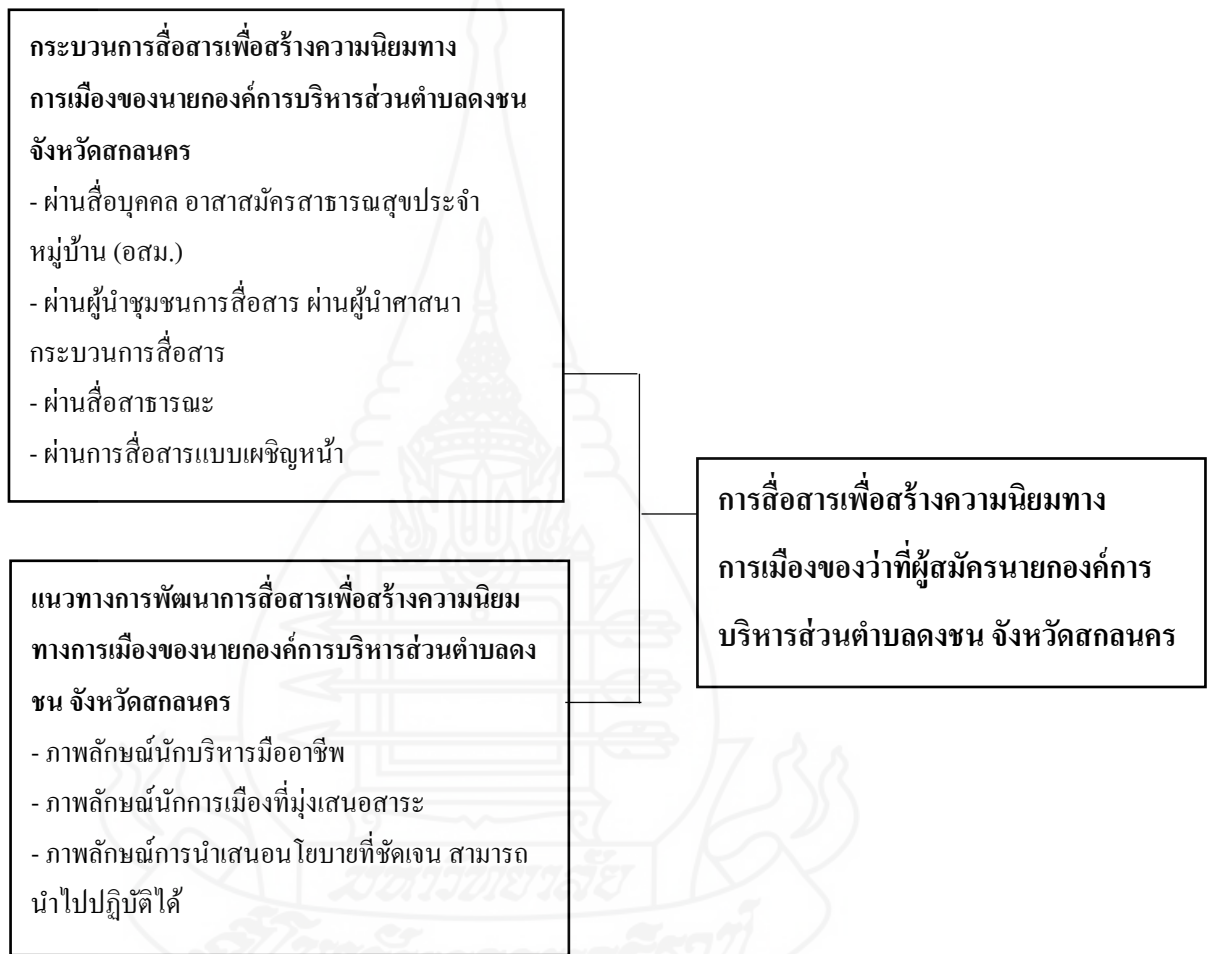 กระบวนการสื่อสารเพื่อสร้างความนิยมทาง
การเมืองของนายกองค์การบริหารส่วนตำบลดงชน
จังหวัดสกลนคร
- ผ่านสื่อบุคคล อาสาสมัครสาธารณสุขประจำ
หมู่บ้าน (อสม.)
- ผ่านผู้นำชุมชนการสื่อสาร ผ่านผู้นำศาสนา
กระบวนการสื่อสาร
- ผ่านสื่อสาธารณะ
- ผ่านการสื่อสารแบบเผชิญหน้า
แนวทางการพัฒนาการสื่อสารเพื่อสร้างความนิยม
ทางการเมืองของนายกองค์การบริหารส่วนตำบลดง
ชน จังหวัดสกลนคร
- ภาพลักษณ์นักบริหารมืออาชีพ
- ภาพลักษณ์นักการเมืองที่มุ่งเสนอสาระ
- ภาพลักษณ์การนำเสนอนโยบายที่ชัดเจน สามารถ
นำไปปฏิบัติได้
การสื่อสารเพื่อสร้างความนิยมทาง
การเมืองของว่าที่ผู้สมัครนายกองค์การ
บริหารส่วนตำบลดงชน จังหวัดสกลนคร